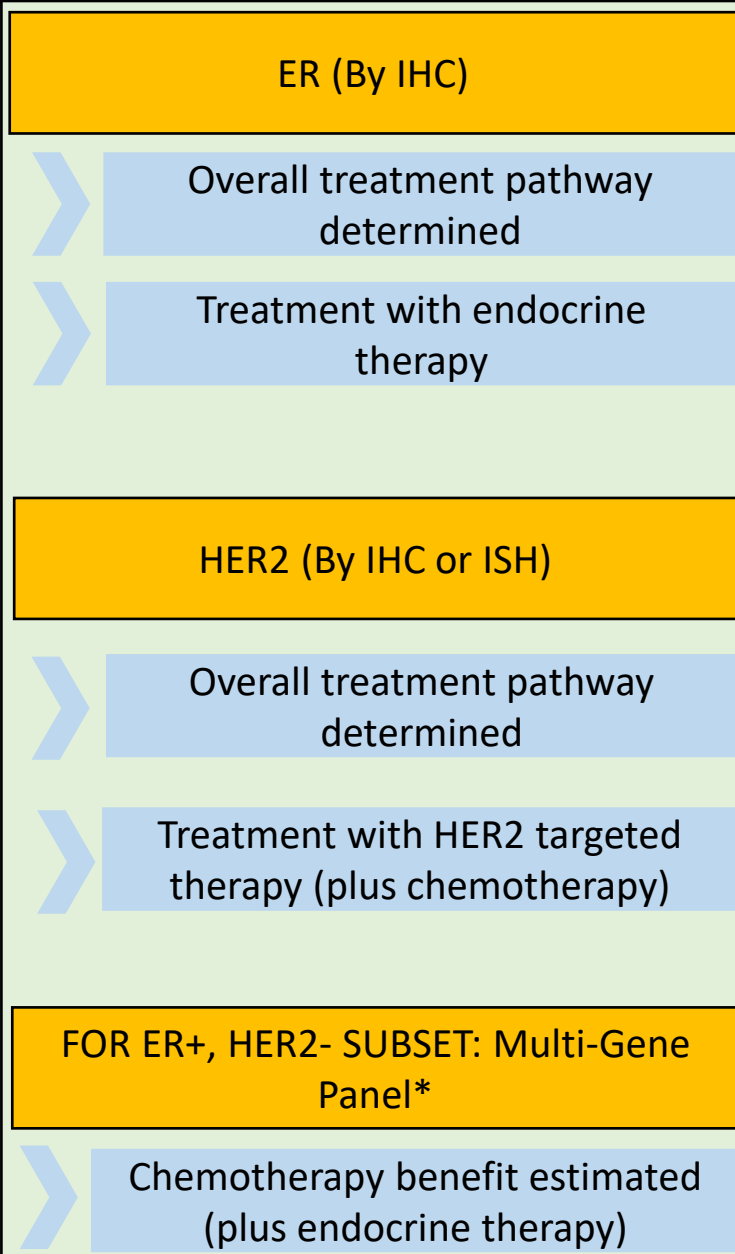 ER (By IHC)
Overall treatment pathway
determined
Treatment with endocrine
therapy
HER2 (By IHC or ISH)
Overall treatment pathway
determined
Treatment with HER2 targeted
therapy (plus chemotherapy)
FOR ER+, HER2- SUBSET: Multi-Gene
Panel*
Chemotherapy benefit estimated
(plus endocrine therapy)